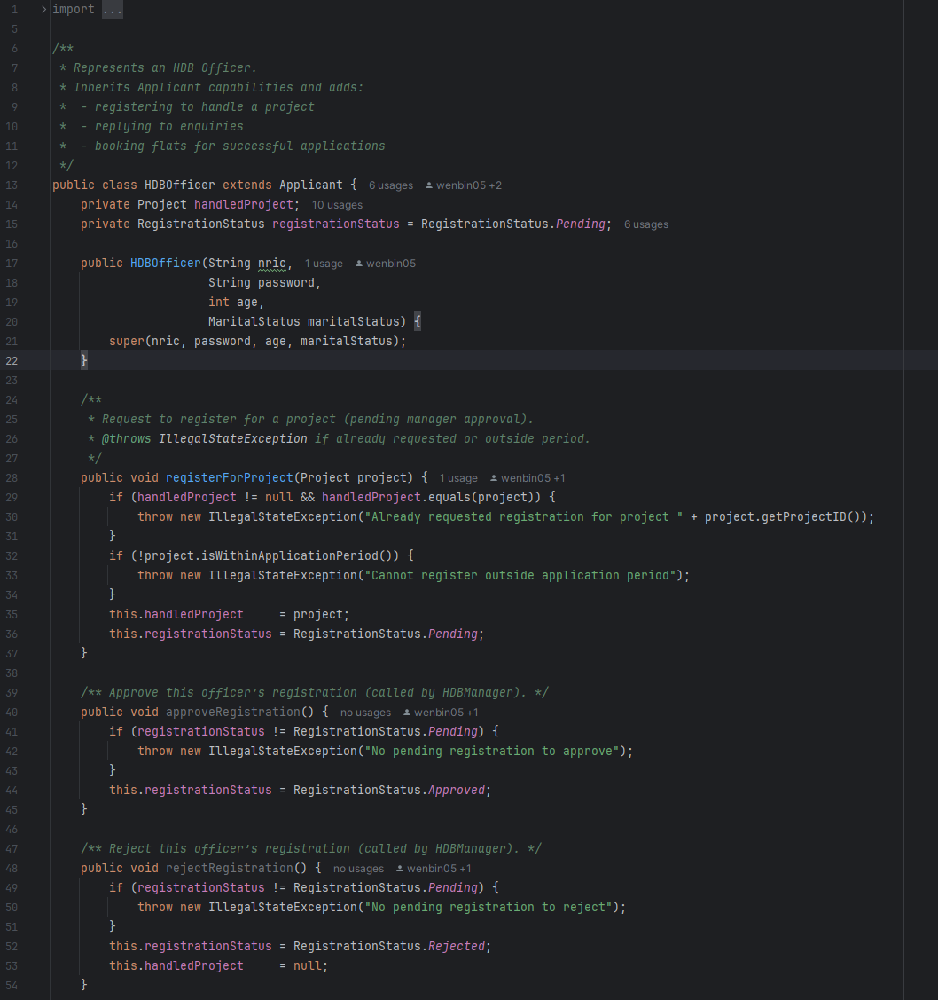 1 import ...
5
6 /**
7 * Represents an HDB Officer.
8 * Inherits Applicant capabilities and adds:
9 * - registering to handle a project
10 * - replying to enquiries
11 * - booking flats for successful applications
12 */
13 public class HDBOfficer extends Applicant { 6 usages wenbin05 +2
14 private Project handledProject; 10 usages
15 private RegistrationStatus registrationStatus = RegistrationStatus.Pending; 6 usages
16
17 public HDBOfficer(String nric, 1 usage wenbin05
18 String password,
19 int age,
20 MaritalStatus maritalStatus) {
21 super(nric, password, age, maritalStatus);
22 }
23
24 /**
25 * Request to register for a project (pending manager approval).
26 * @throws IllegalStateException if already requested or outside period.
27 */
28 public void registerForProject(Project project) { 1 usage wenbin05 +1
29 if (handledProject != null && handledProject.equals(project)) {
30 throw new IllegalStateException("Already requested registration for project " + project.getProjectID());
31 }
32 if (!project.isWithinApplicationPeriod()) {
33 throw new IllegalStateException("Cannot register outside application period");
34 }
35 this.handledProject = project;
36 this.registrationStatus = RegistrationStatus.Pending;
37 }
38
39 /** Approve this officer’s registration (called by HDBManager). */
40 public void approveRegistration() { no usages wenbin05 +1
41 if (registrationStatus != RegistrationStatus.Pending) {
42 throw new IllegalStateException("No pending registration to approve");
43 }
44 this.registrationStatus = RegistrationStatus.Approved;
45 }
46
47 /** Reject this officer’s registration (called by HDBManager). */
48 public void rejectRegistration() { no usages wenbin05 +1
49 if (registrationStatus != RegistrationStatus.Pending) {
50 throw new IllegalStateException("No pending registration to reject");
51 }
52 this.registrationStatus = RegistrationStatus.Rejected;
53 this.handledProject = null;
54 }